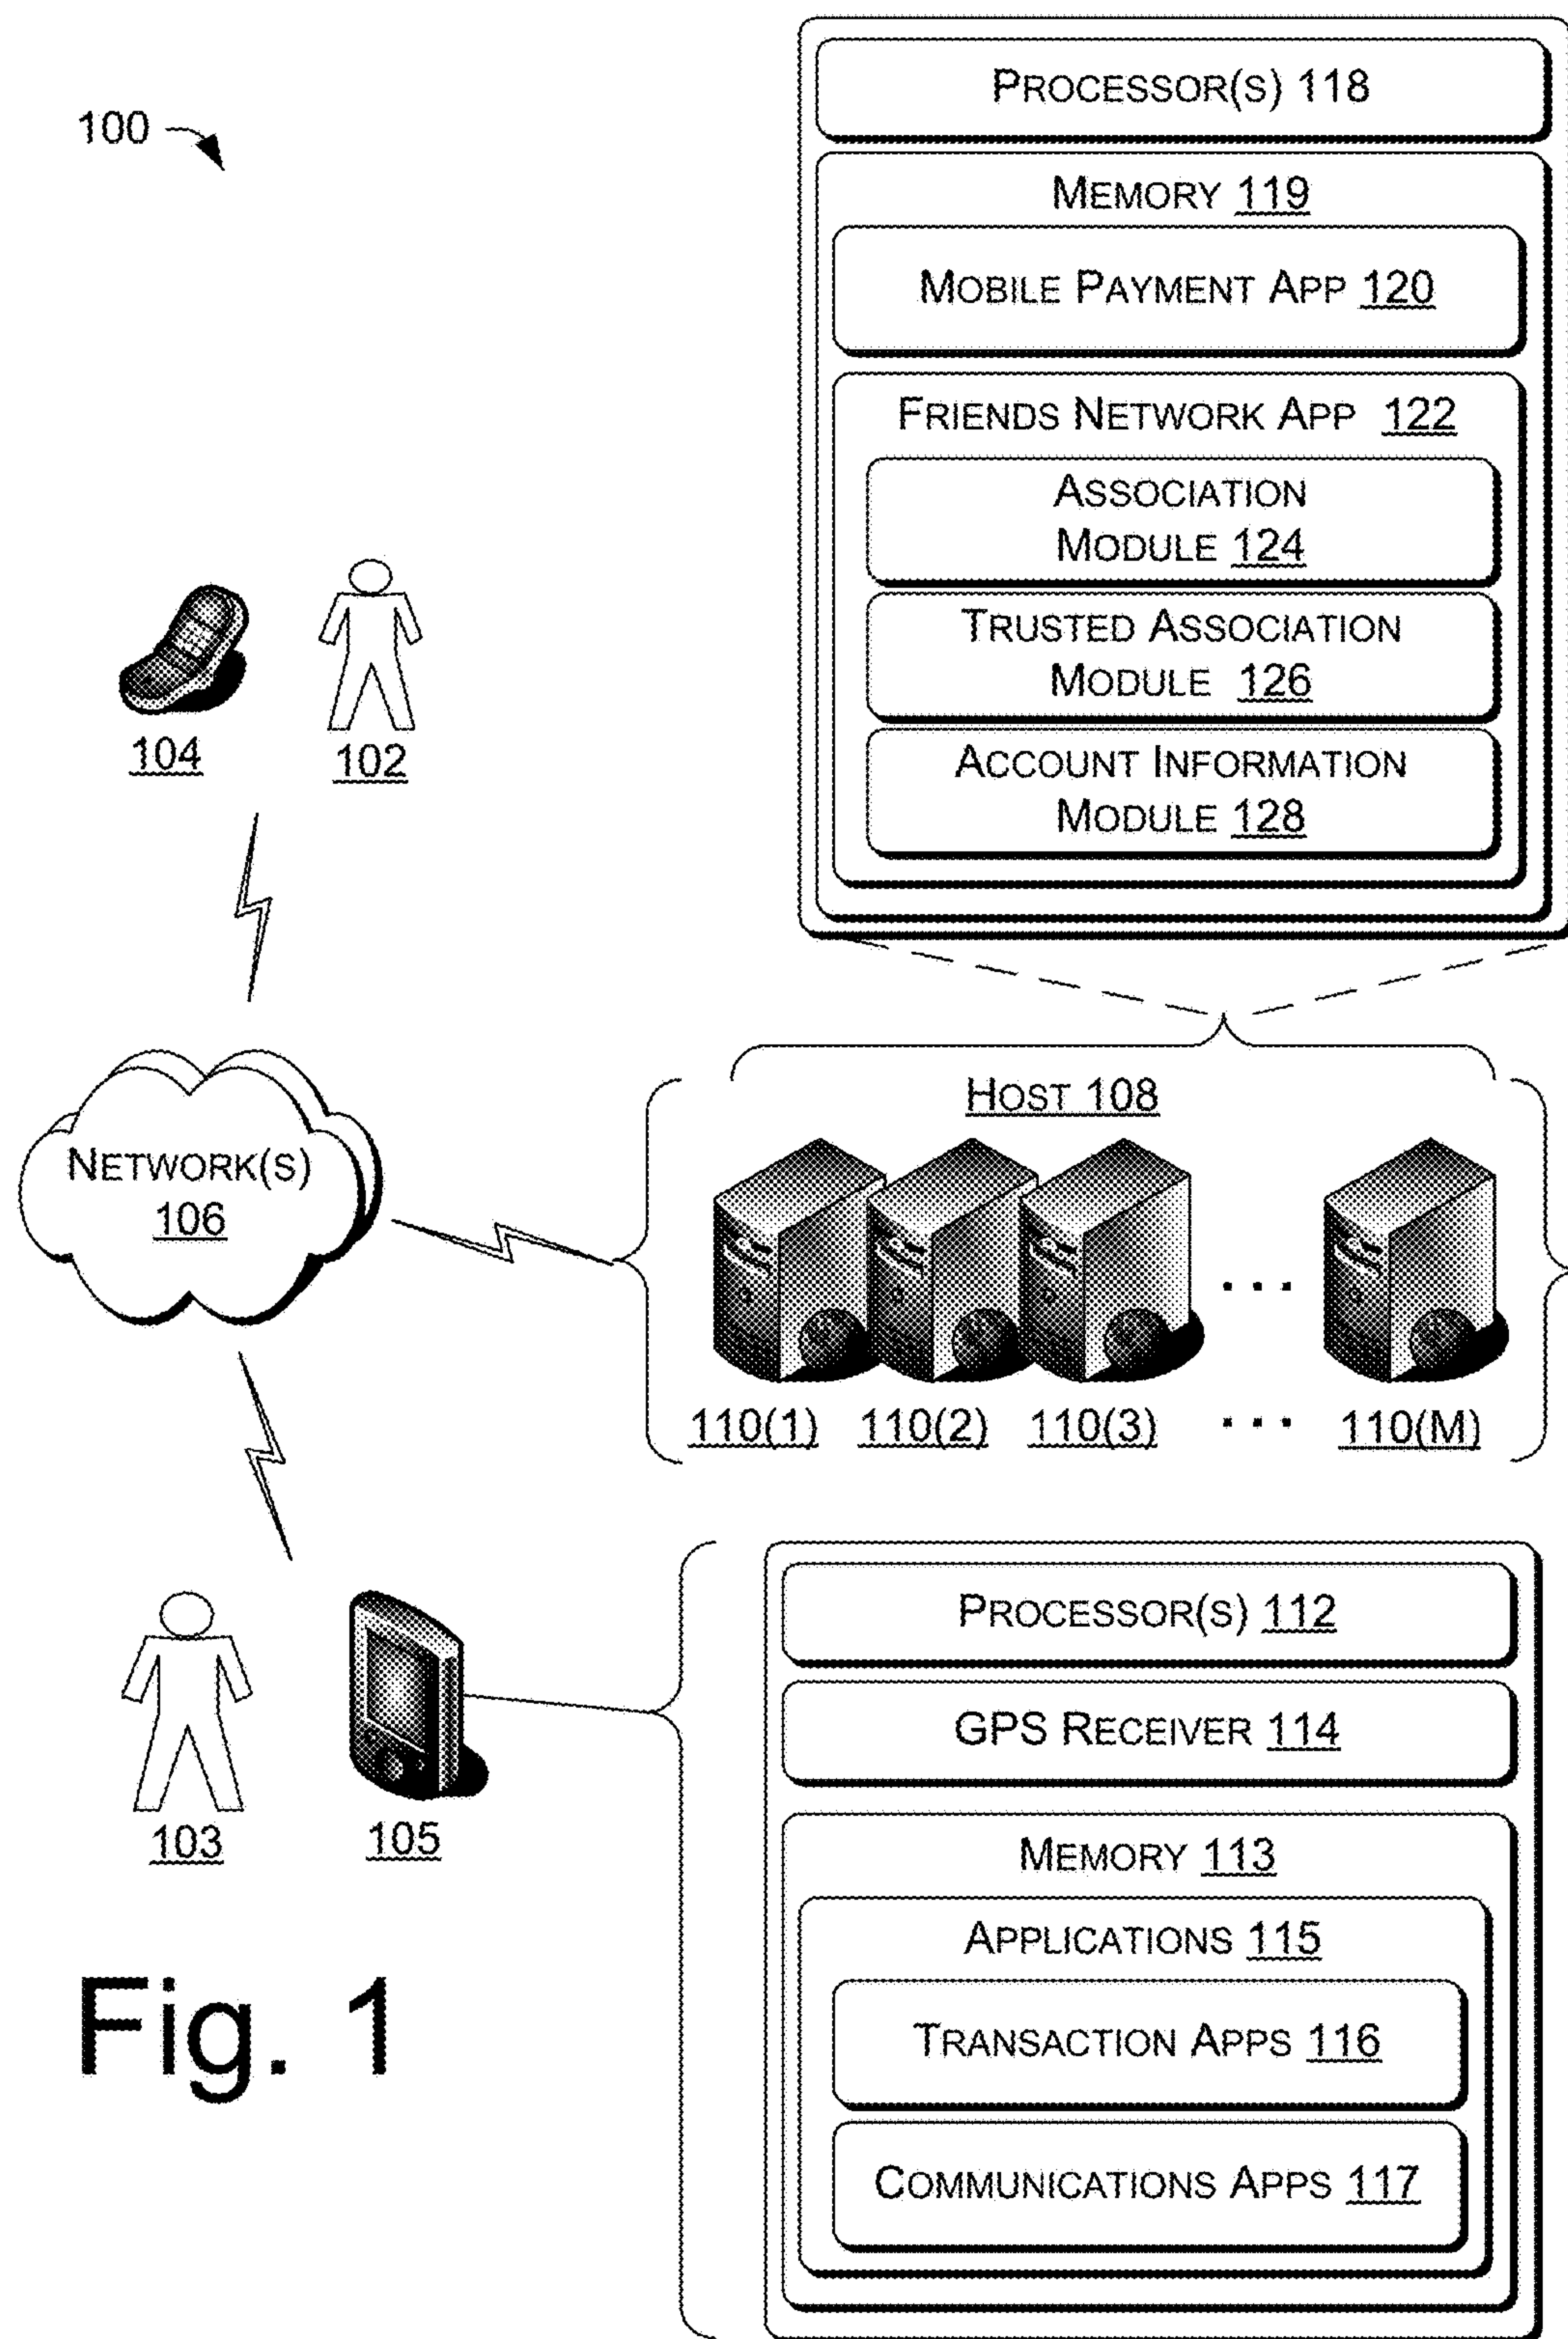 100
PROCESSOR(S) 118
MEMORY 119
MOBILE PAYMENT APP 120
FRIENDS NETWORK APP 122
ASSOCIATION
MODULE 124
TRUSTED ASSOCIATION
MODULE 126
ACCOUNT INFORMATION
MODULE 128
104
102
NETWORK(S)
106
HOST 108
110(1) 110(2) 110(3) ... 110(M)
103
105
PROCESSOR(S) 112
GPS RECEIVER 114
MEMORY 113
APPLICATIONS 115
TRANSACTION APPS 116
COMMUNICATIONS APPS 117
Fig. 1